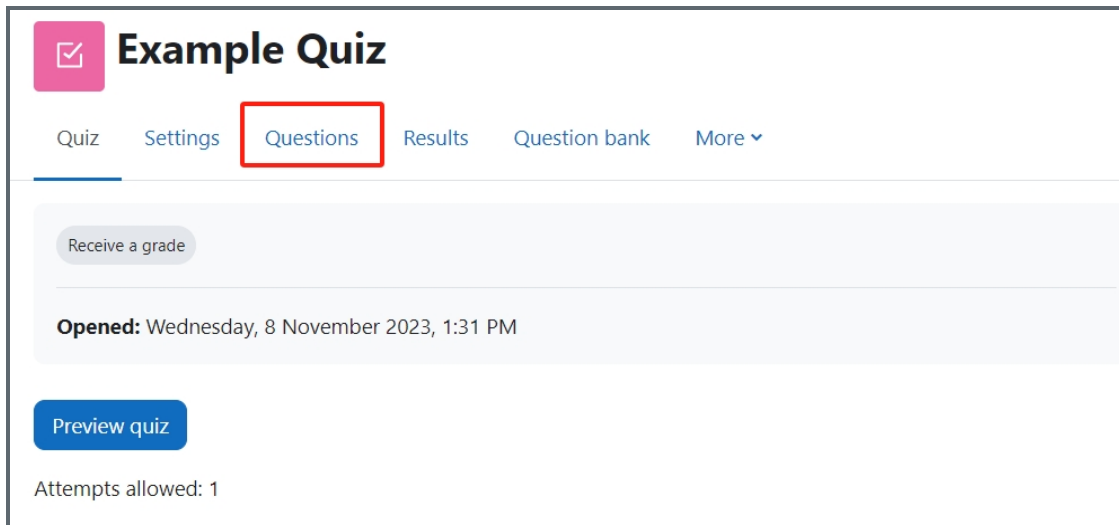 Example Quiz
Quiz Settings Questions Results Question bank More
Receive a grade
Opened: Wednesday, 8 November 2023, 1:31 PM
Preview quiz
Attempts allowed: 1